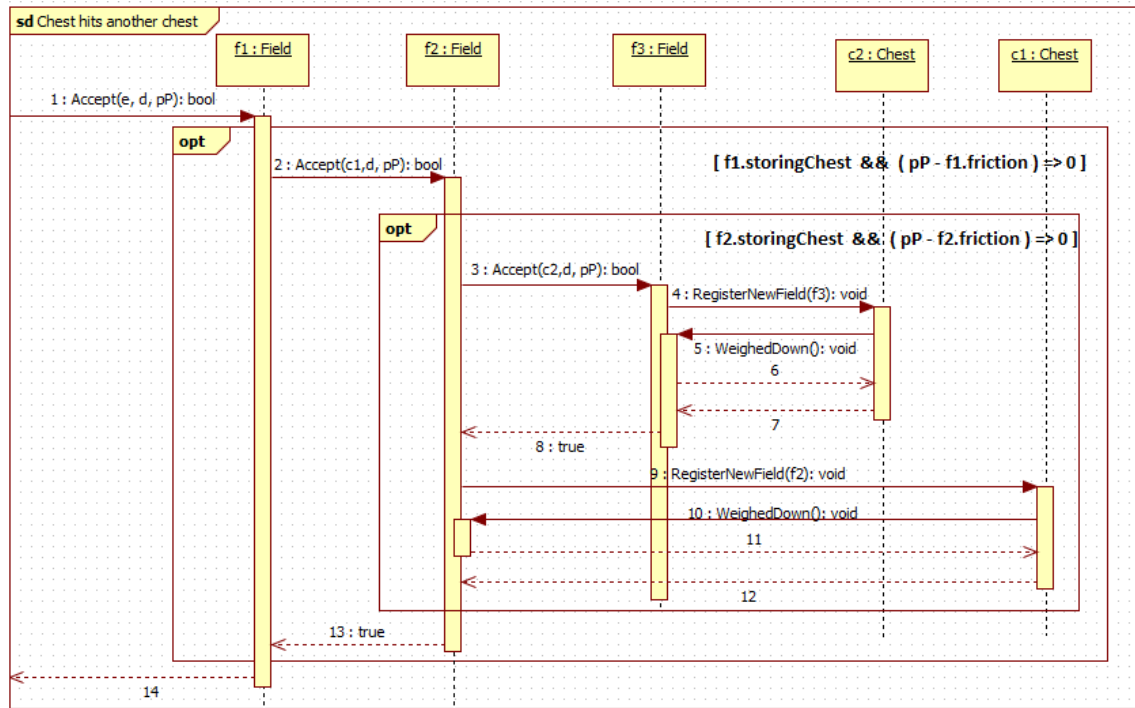 sd Chest hits another chest
f1 : Field
f2 : Field
f3 : Field
c2 : Chest
c1 : Chest
1 : Accept(e, d, pP): bool
opt
[ f1.storingChest && ( pP - f1.friction ) => 0 ]
2 : Accept(c1,d, pP): bool
opt
[ f2.storingChest && ( pP - f2.friction ) => 0 ]
3 : Accept(c2,d, pP): bool
4 : RegisterNewField(f3): void
5 : WeighedDown(): void
6
7
8 : true
9 : RegisterNewField(f2): void
10 : WeighedDown(): void
11
12
13 : true
14